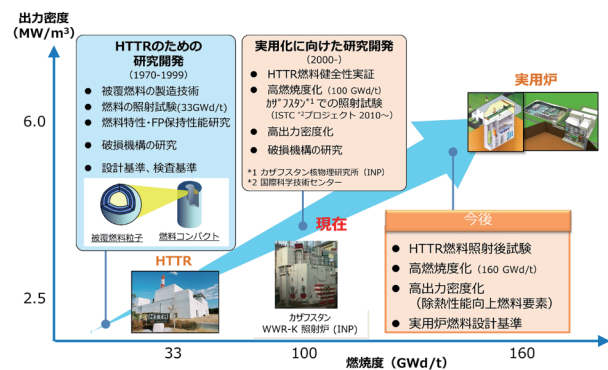 出力密度
(MW/m³)
6.0
2.5
HTTRのための
研究開発
(1970-1999)
● 被覆燃料の製造技術
● 燃料の照射試験(33GWd/t)
● 燃料特性・FP保持性能研究
● 破損機構の研究
● 設計基準、検査基準
被覆燃料粒子
燃料コンパクト
実用化に向けた研究開発
(2000-)
● HTTR燃料健全性実証
● 高燃焼度化 (100 GWd/t)
カザフスタン*1 での照射試験
(ISTC *2プロジェクト 2010~)
● 高出力密度化
● 破損機構の研究
*1 カザフスタン核物理研究所(INP)
*2 国際科学技術センター
実用炉
現在
HTTR
HTTR
カザフスタン
WWR-K 照射炉(INP)
今後
● HTTR燃料照射後試験
● 高燃焼度化 (160 GWd/t)
● 高出力密度化
(除熱性能向上燃料要素)
● 実用炉燃料設計基準
33
100
160
燃焼度(GWd/t)